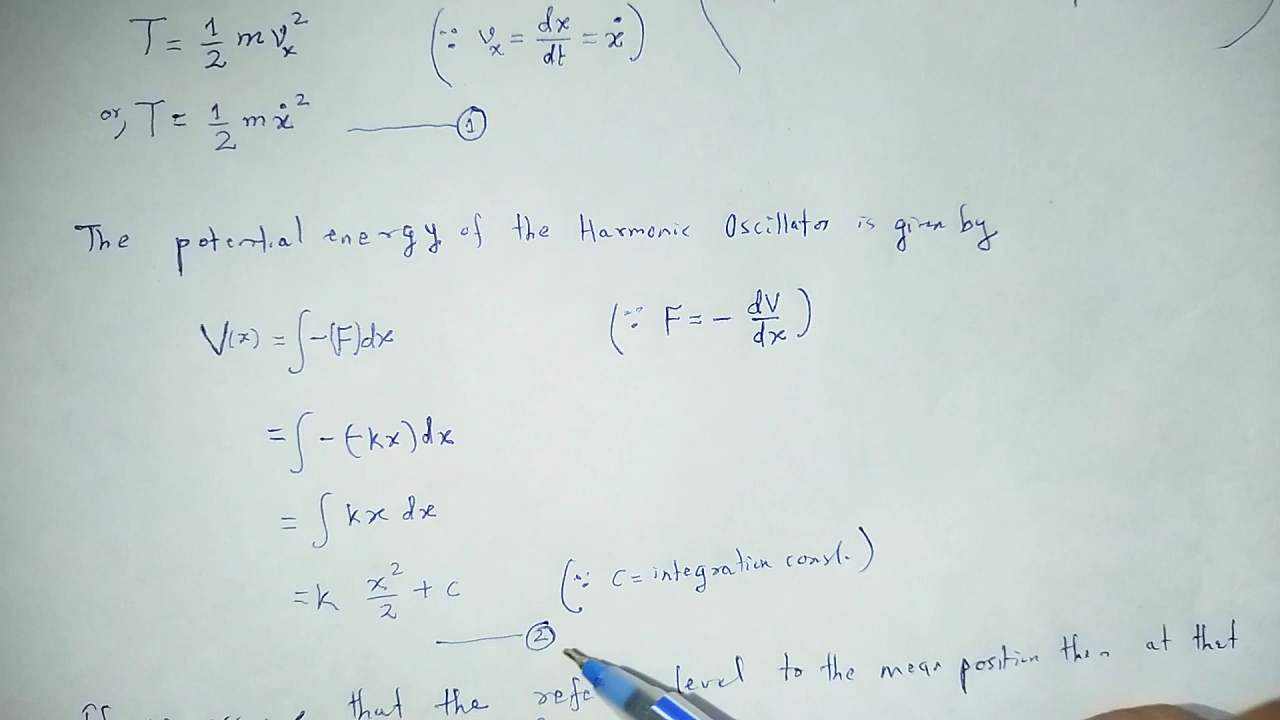 T = 1/2 m v_x^2 (∵ v_x = dx/dt = ẋ)
or, T = 1/2 m ẋ^2 ——— ①
The potential energy of the Harmonic Oscillator is given by
V(x) = ∫-(F)dx (∵ F = - dV/dx)
= ∫ - (-kx) dx
= ∫ kx dx
= k x^2/2 + c (∵ C = integration const.)
——— ②
that the level to the mean position then at that